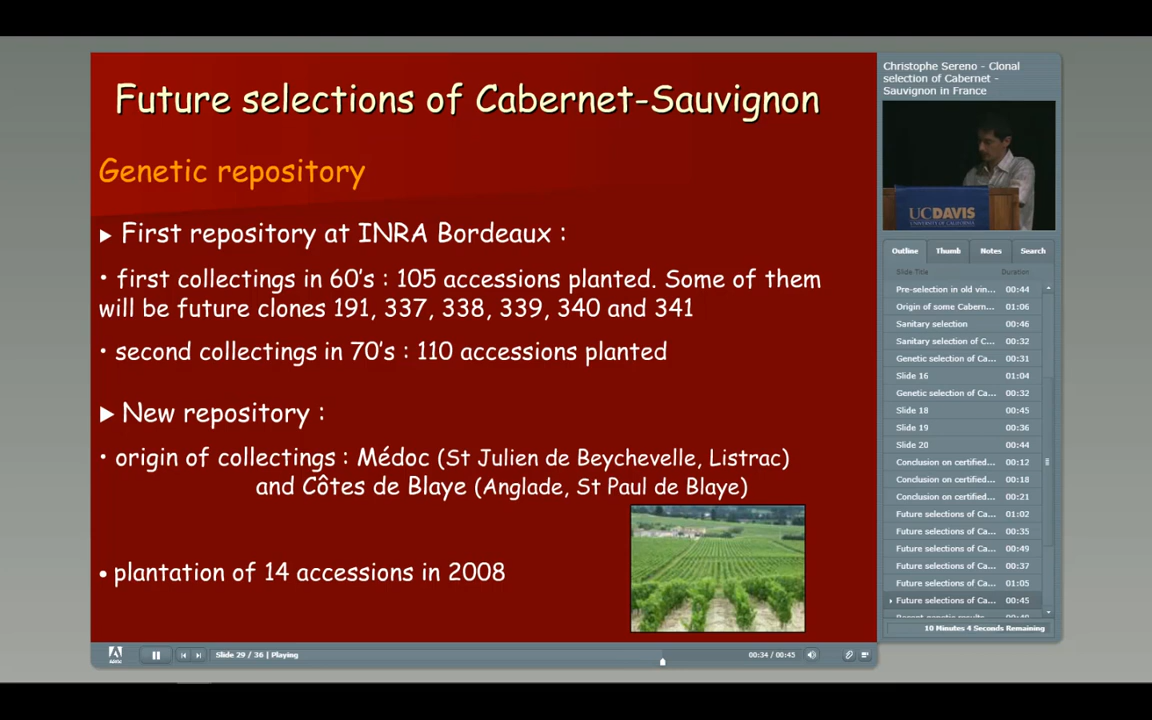 Future selections of Cabernet-Sauvignon
Genetic repository
First repository at INRA Bordeaux :
• first collectings in 60's : 105 accessions planted. Some of them
will be future clones 191, 337, 338, 339, 340 and 341
• second collectings in 70's : 110 accessions planted
New repository :
• origin of collectings : Médoc (St Julien de Beychevelle, Listrac)
and Côtes de Blaye (Anglade, St Paul de Blaye)
• plantation of 14 accessions in 2008
Slide 29 / 36 | Playing
00:34 / 00:45
Christophe Sereno - Clonal
selection of Cabernet -
Sauvignon in France
UCDAVIS
UNIVERSITY OF CALIFORNIA
Outline Thumb Notes Search
Slide Title Duration
Pre-selection in old vin... 00:44
Origin of some Cabern... 01:06
Sanitary selection 00:46
Sanitary selection of C... 00:32
Genetic selection of Ca... 00:31
Slide 16 01:04
Genetic selection of Ca... 00:32
Slide 18 00:45
Slide 19 00:36
Slide 20 00:44
Conclusion on certified... 00:12
Conclusion on certified... 00:18
Conclusion on certified... 00:21
Future selections of Ca... 01:02
Future selections of Ca... 00:35
Future selections of Ca... 00:49
Future selections of Ca... 00:37
Future selections of Ca... 01:05
Future selections of Ca... 00:45
10 Minutes 4 Seconds Remaining